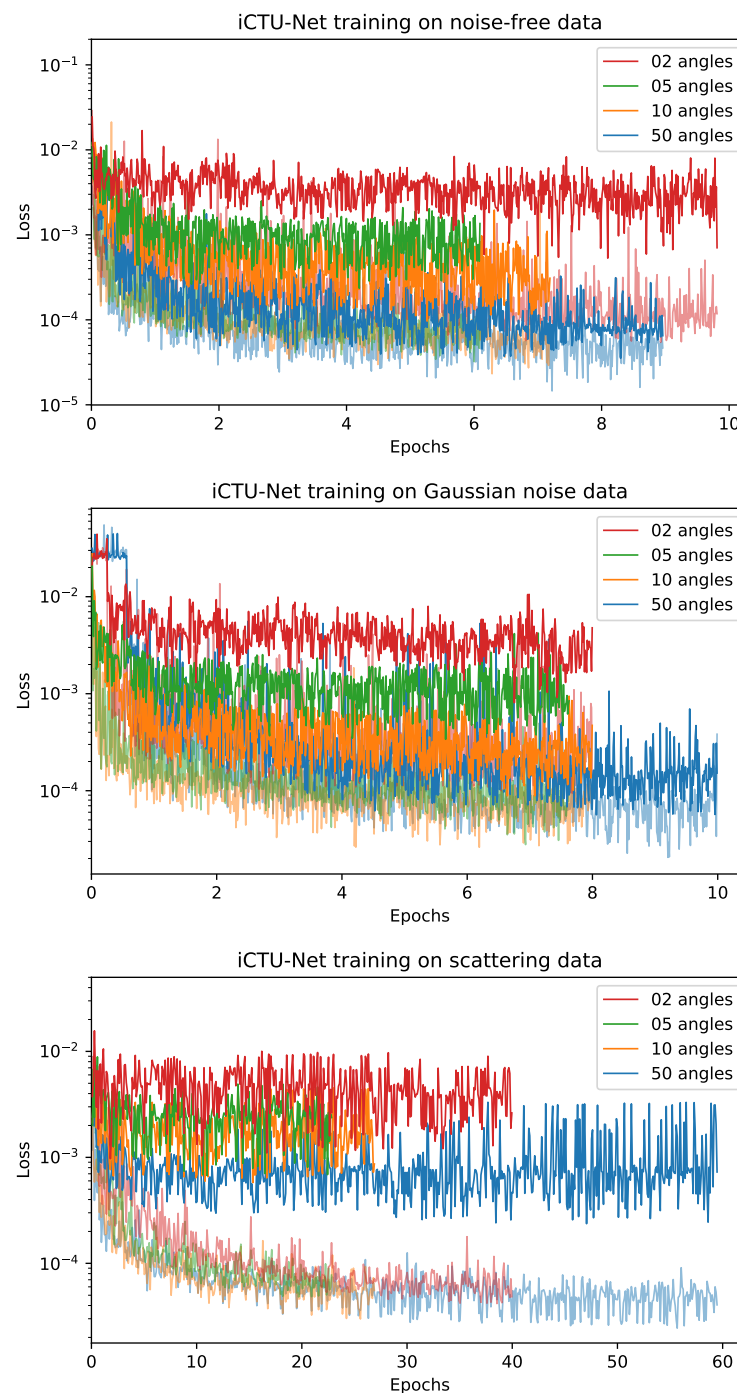 iCTU-Net training on noise-free data
10⁻¹
10⁻²
10⁻³
10⁻⁴
10⁻⁵
Loss
02 angles
05 angles
10 angles
50 angles
0 2 4 6 8 10
Epochs
iCTU-Net training on Gaussian noise data
10⁻²
10⁻³
10⁻⁴
Loss
02 angles
05 angles
10 angles
50 angles
0 2 4 6 8 10
Epochs
iCTU-Net training on scattering data
10⁻²
10⁻³
10⁻⁴
Loss
02 angles
05 angles
10 angles
50 angles
0 10 20 30 40 50 60
Epochs